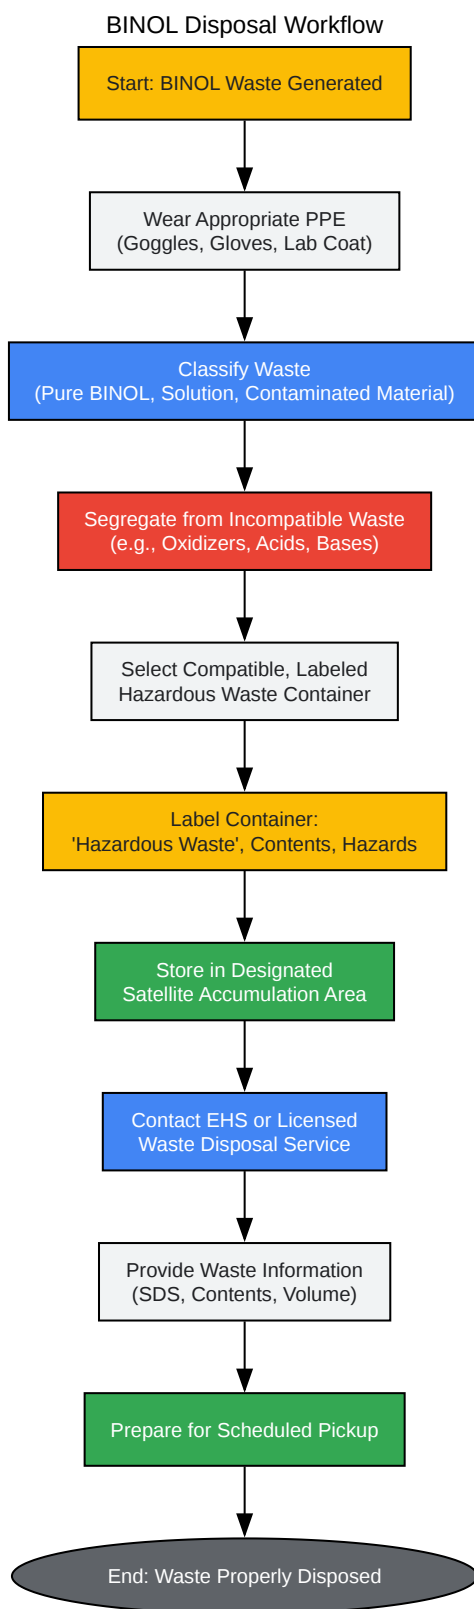 BINOL Disposal Workflow
Start: BINOL Waste Generated
Wear Appropriate PPE
(Goggles, Gloves, Lab Coat)
Classify Waste
(Pure BINOL, Solution, Contaminated Material)
Segregate from Incompatible Waste
(e.g., Oxidizers, Acids, Bases)
Select Compatible, Labeled
Hazardous Waste Container
Label Container:
'Hazardous Waste', Contents, Hazards
Store in Designated
Satellite Accumulation Area
Contact EHS or Licensed
Waste Disposal Service
Provide Waste Information
(SDS, Contents, Volume)
Prepare for Scheduled Pickup
End: Waste Properly Disposed